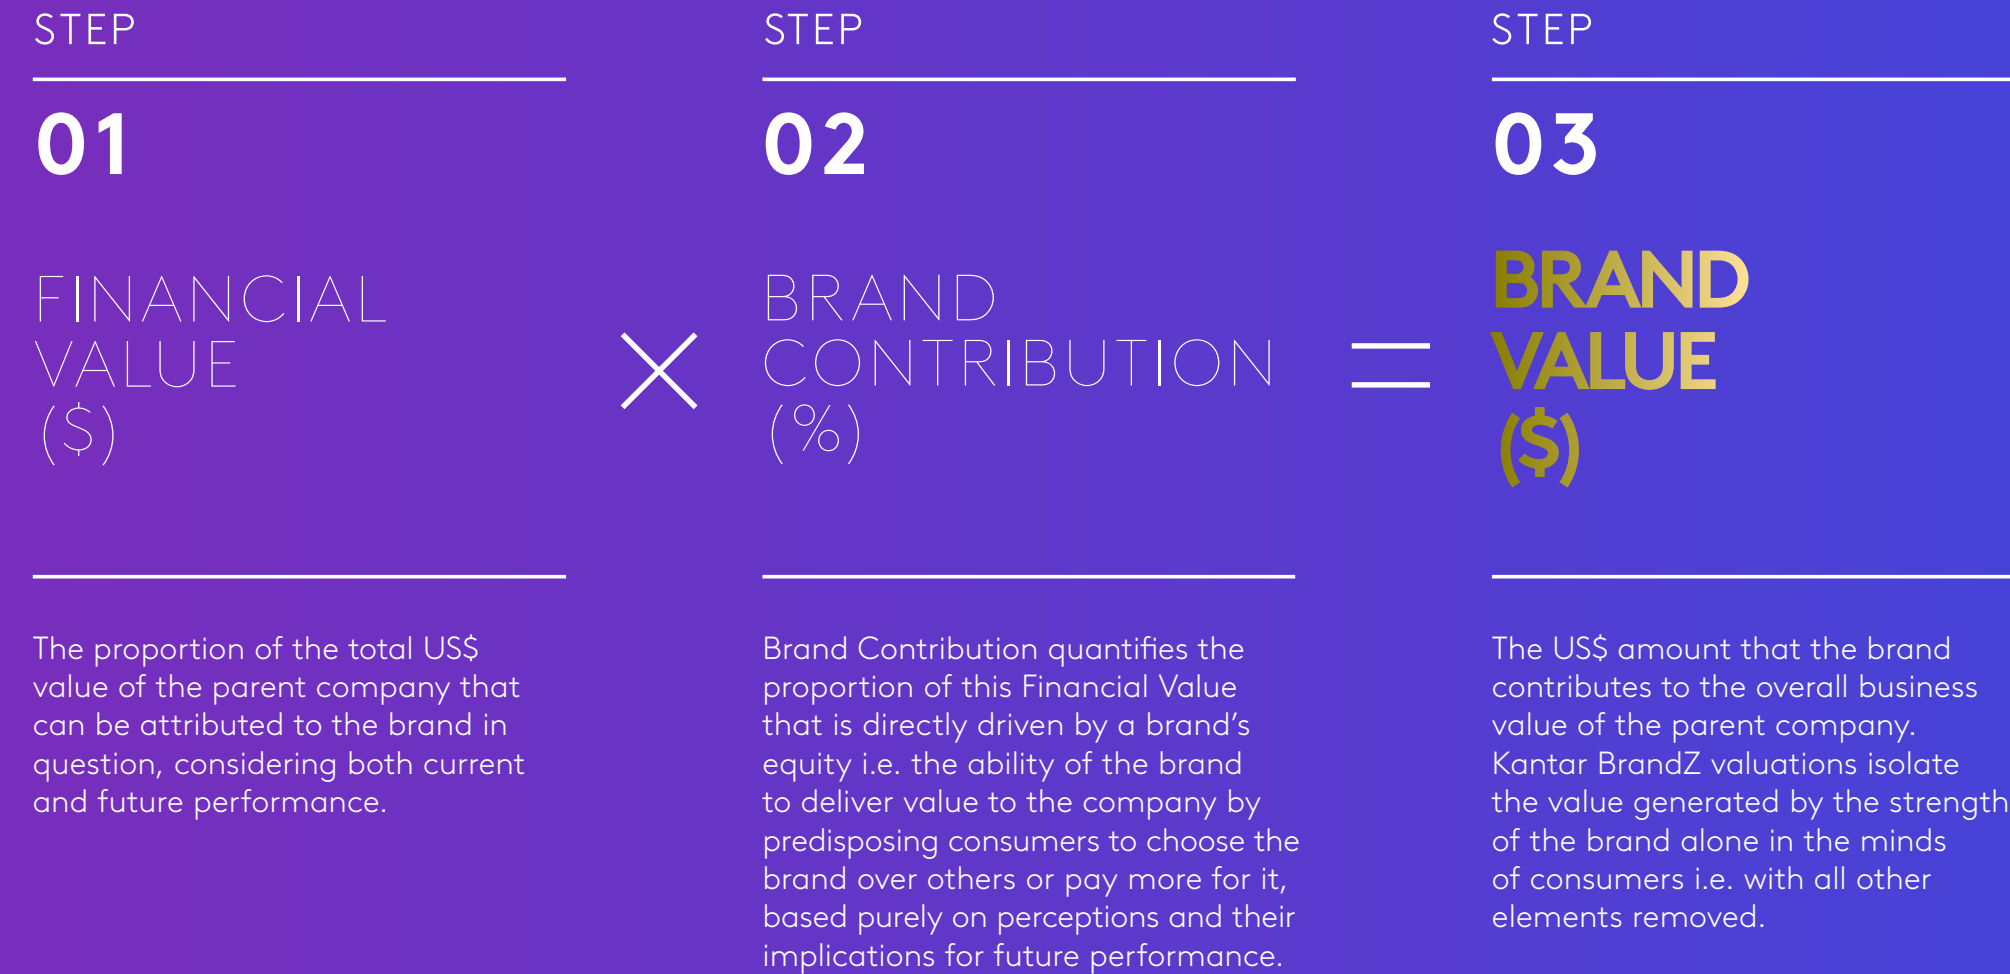 STEP
01
FINANCIAL
VALUE
($)
The proportion of the total US$
value of the parent company that
can be attributed to the brand in
question, considering both current
and future performance.
×
STEP
02
BRAND
CONTRIBUTION
(%)
Brand Contribution quantifies the
proportion of this Financial Value
that is directly driven by a brand’s
equity i.e. the ability of the brand
to deliver value to the company by
predisposing consumers to choose the
brand over others or pay more for it,
based purely on perceptions and their
implications for future performance.
=
STEP
03
BRAND
VALUE
($)
The US$ amount that the brand
contributes to the overall business
value of the parent company.
Kantar BrandZ valuations isolate
the value generated by the strength
of the brand alone in the minds
of consumers i.e. with all other
elements removed.